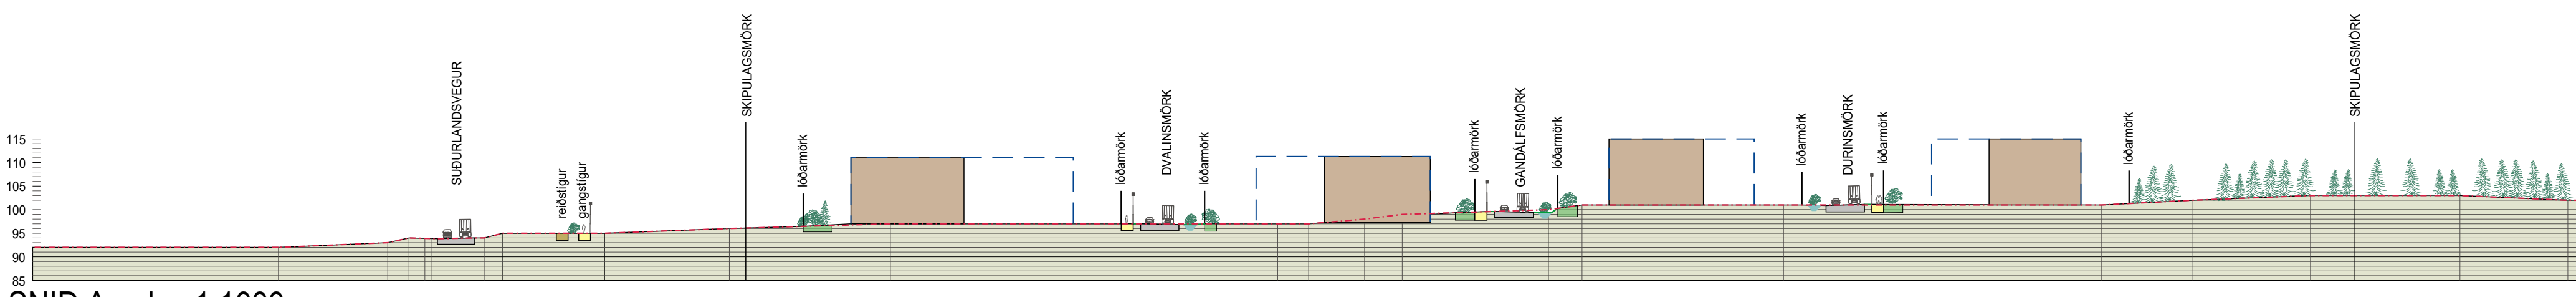 SKIPULAGSMÖRK
SKIPULAGSMÖRK
SUÐURLANDSVEGUR
reiðstígur
gangstígur
lóðarmörk
lóðarmörk
DVALINSMÖRK
lóðarmörk
lóðarmörk
GANDÁLFSMÖRK
lóðarmörk
lóðarmörk
DURINSMÖRK
lóðarmörk
lóðarmörk
115
110
105
100
95
90
85